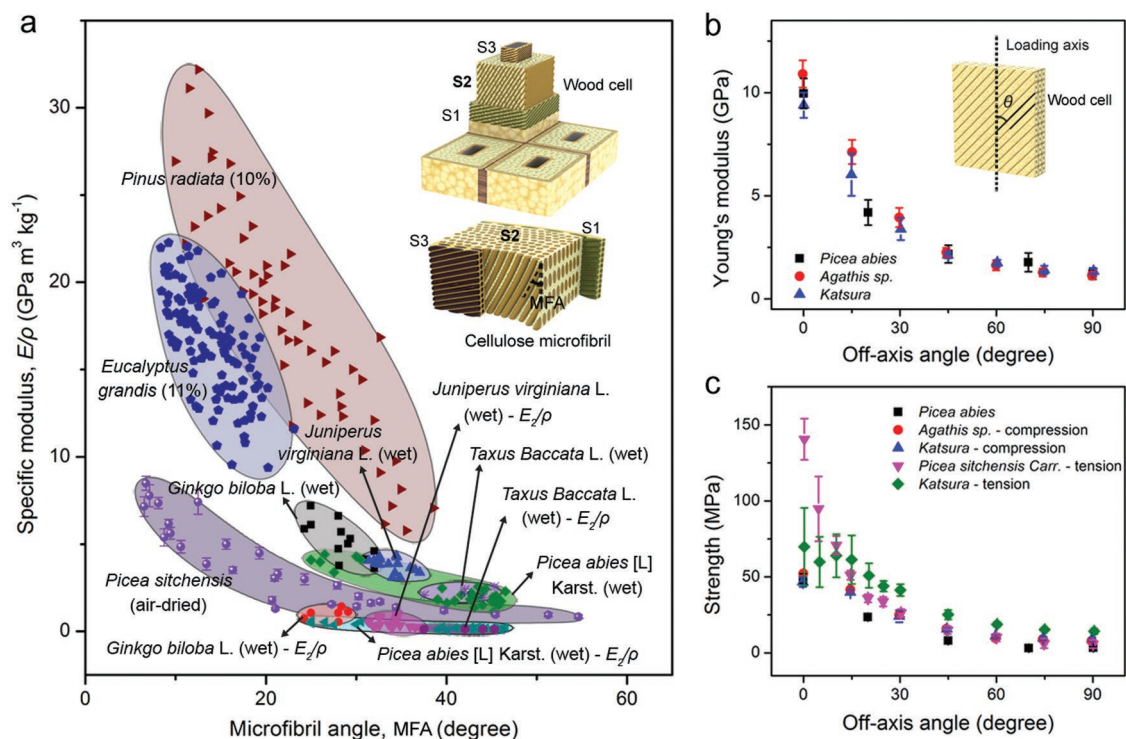 a
Specific modulus, E/ρ (GPa m³ kg⁻¹)
30
20
10
0
0
20
40
60
Microfibril angle, MFA (degree)
Pinus radiata (10%)
Eucalyptus
grandis (11%)
Juniperus
virginiana L. (wet)
Ginkgo biloba L. (wet)
Picea sitchensis
(air-dried)
Ginkgo biloba L. (wet) - E₂/ρ
Picea abies [L] Karst. (wet) - E₂/ρ
Juniperus virginiana L.
(wet) - E₂/ρ
Taxus Baccata L. (wet)
Taxus Baccata L.
(wet) - E₂/ρ
Picea abies [L]
Karst. (wet)
S3
S2
Wood cell
S1
S2
S1
S3
MFA
Cellulose microfibril
b
Young's modulus (GPa)
10
5
0
0
30
60
90
Off-axis angle (degree)
Loading axis
θ
Wood cell
Picea abies
Agathis sp.
Katsura
c
Strength (MPa)
150
100
50
0
0
30
60
90
Off-axis angle (degree)
Picea abies
Agathis sp. - compression
Katsura - compression
Picea sitchensis Carr. - tension
Katsura - tension